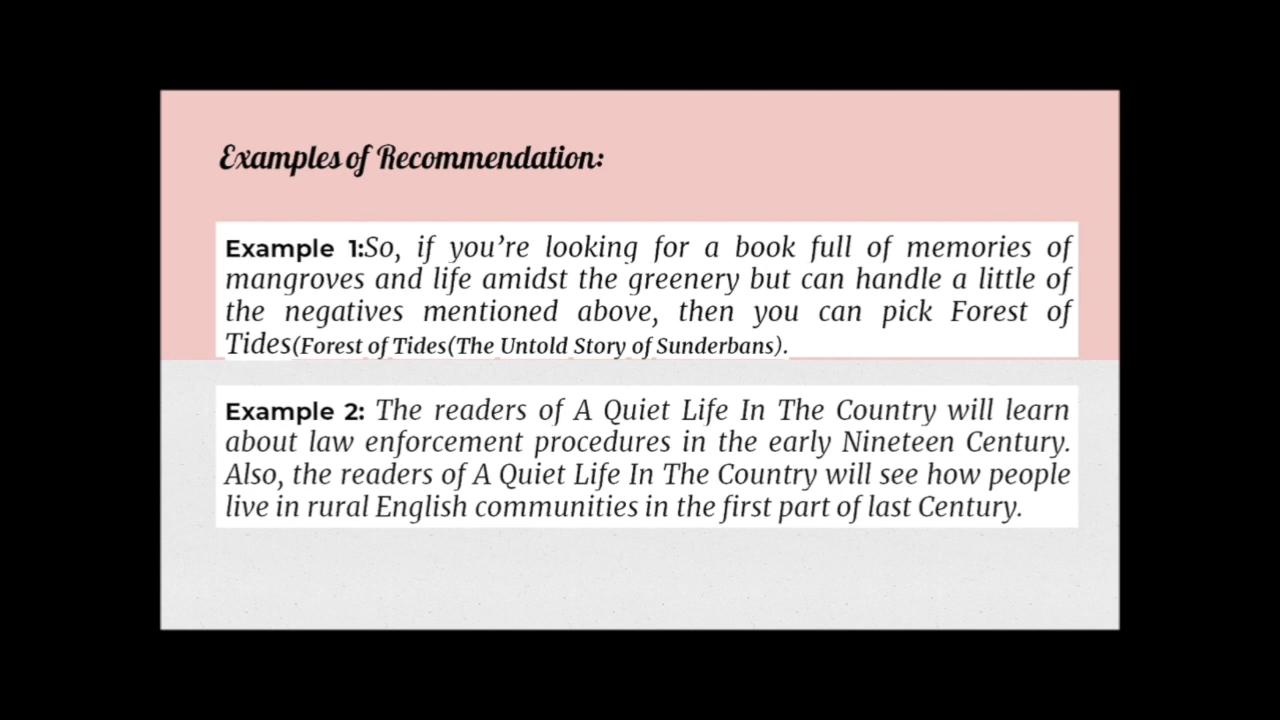 Examples of Recommendation:
Example 1:So, if you’re looking for a book full of memories of
mangroves and life amidst the greenery but can handle a little of
the negatives mentioned above, then you can pick Forest of
Tides(Forest of Tides(The Untold Story of Sunderbans).
Example 2: The readers of A Quiet Life In The Country will learn
about law enforcement procedures in the early Nineteen Century.
Also, the readers of A Quiet Life In The Country will see how people
live in rural English communities in the first part of last Century.